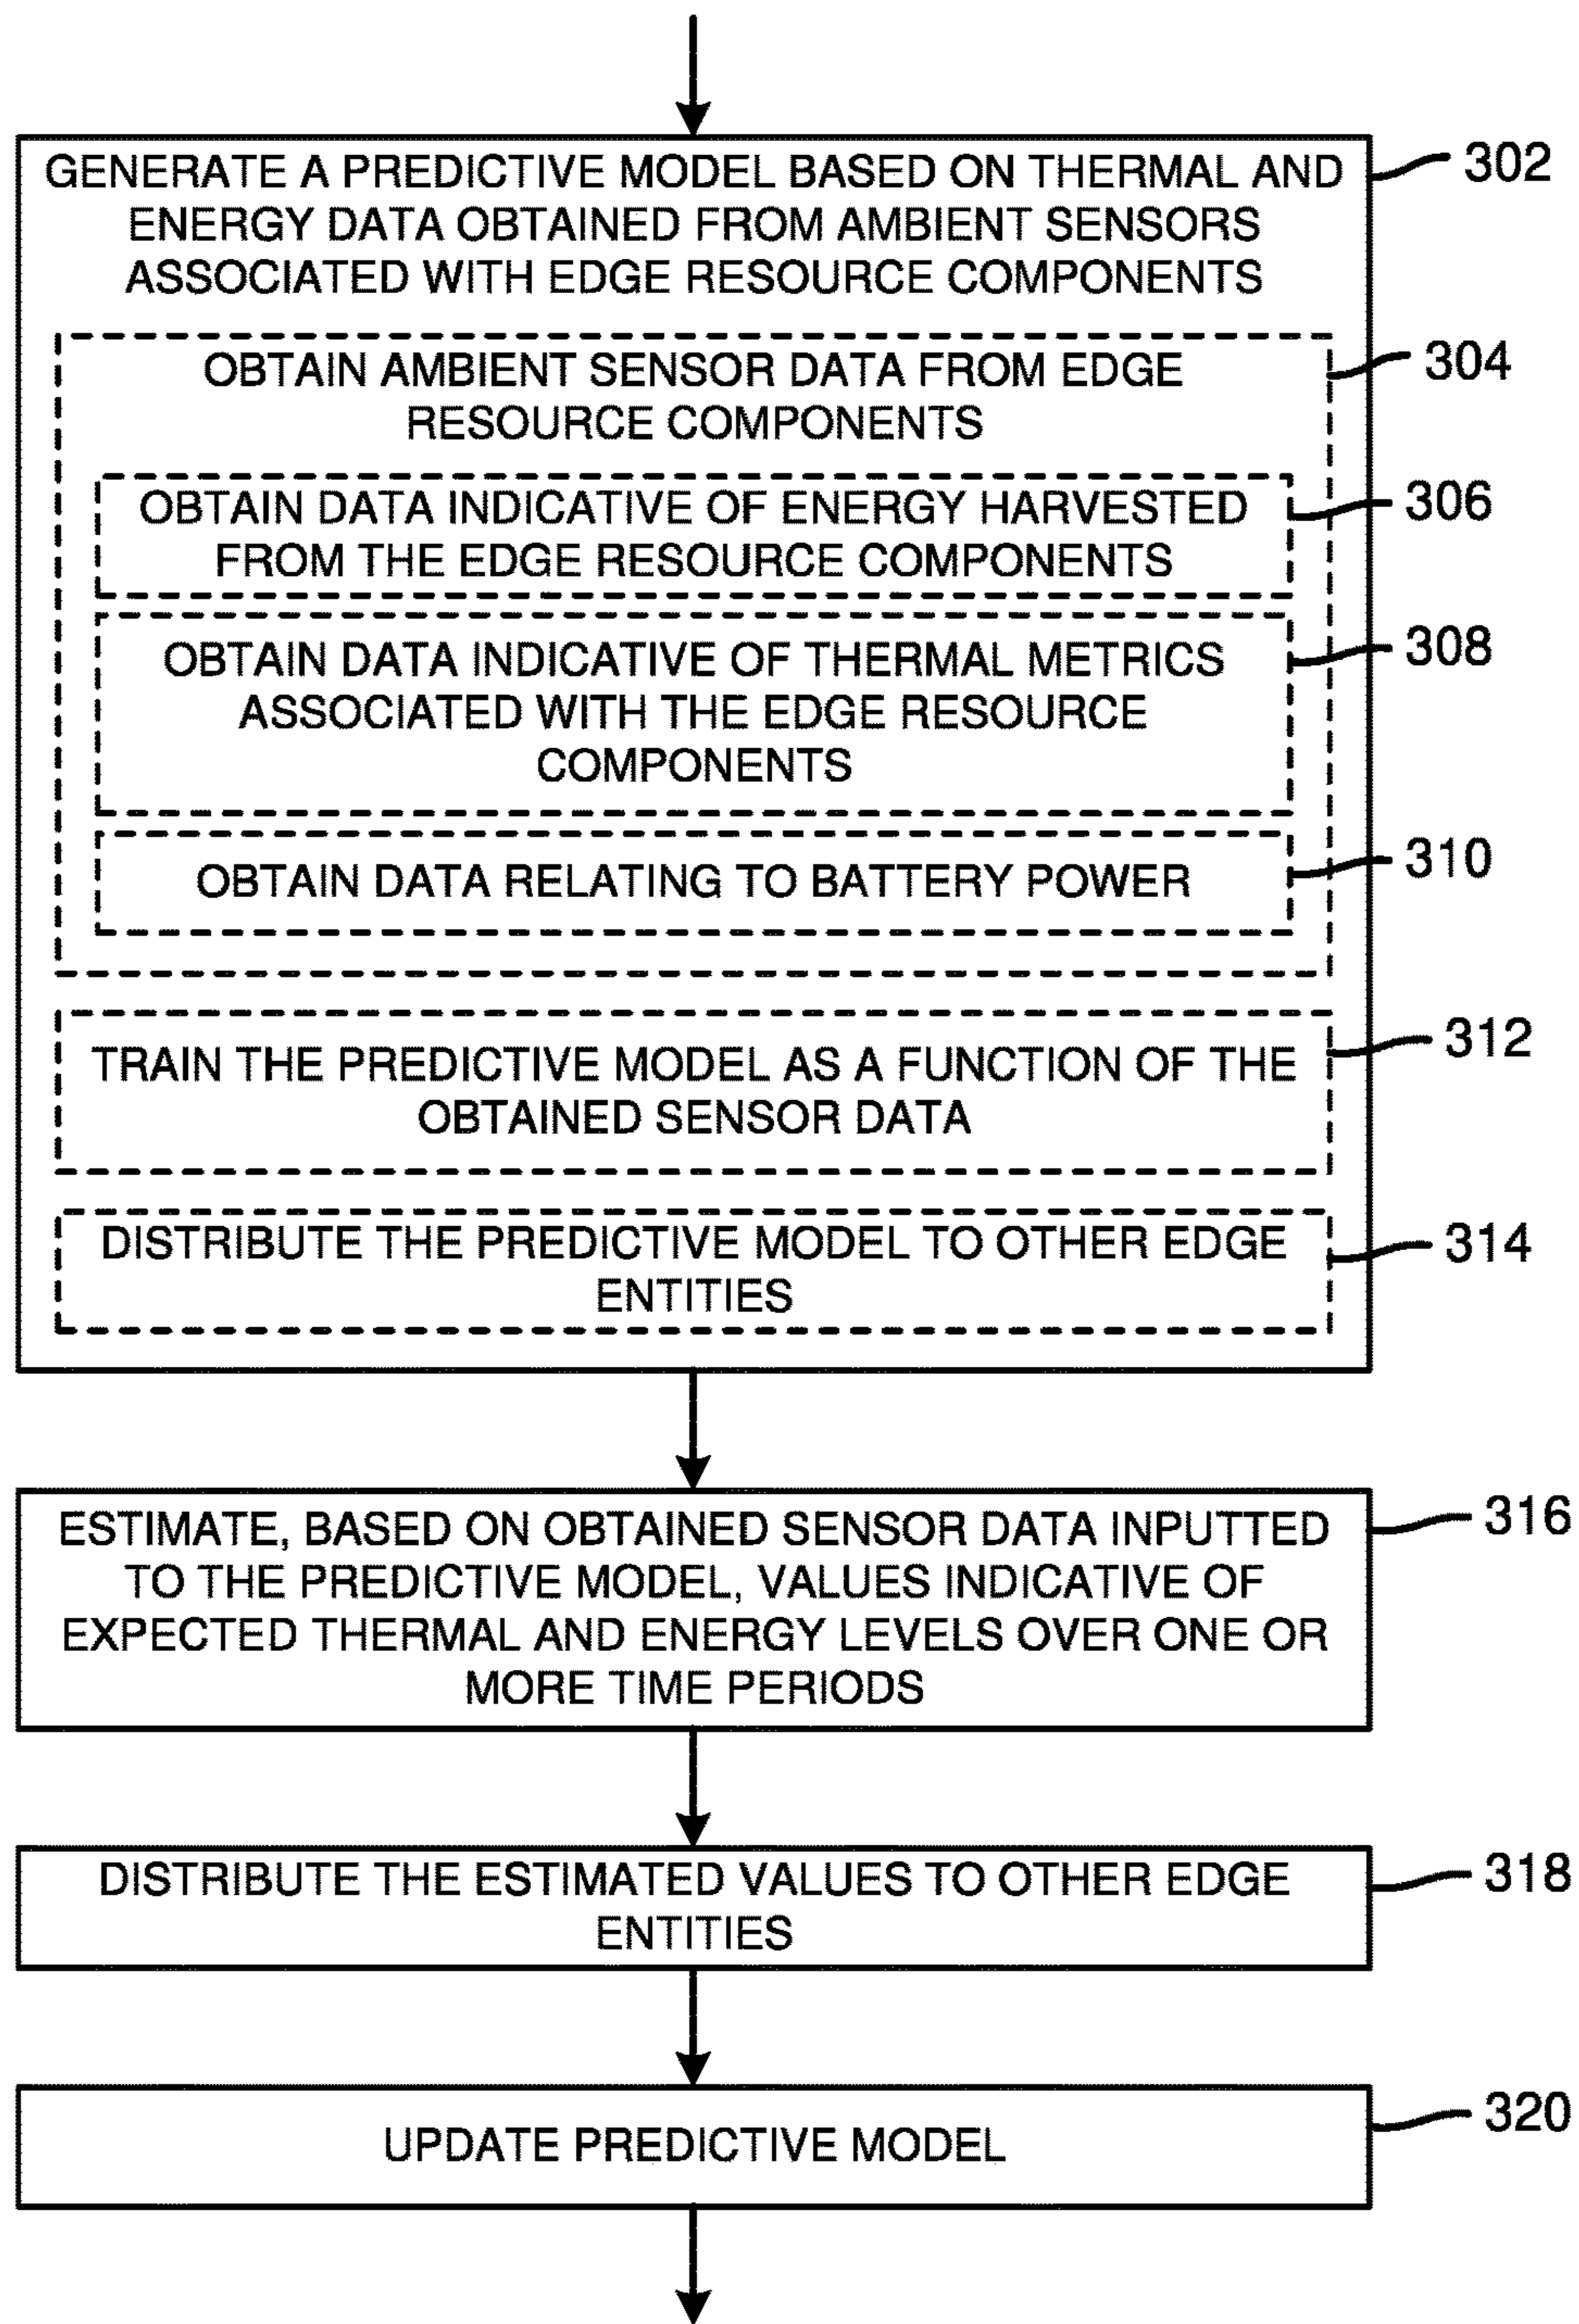 GENERATE A PREDICTIVE MODEL BASED ON THERMAL AND
ENERGY DATA OBTAINED FROM AMBIENT SENSORS
ASSOCIATED WITH EDGE RESOURCE COMPONENTS
302
OBTAIN AMBIENT SENSOR DATA FROM EDGE
RESOURCE COMPONENTS
304
OBTAIN DATA INDICATIVE OF ENERGY HARVESTED
FROM THE EDGE RESOURCE COMPONENTS
306
OBTAIN DATA INDICATIVE OF THERMAL METRICS
ASSOCIATED WITH THE EDGE RESOURCE
COMPONENTS
308
OBTAIN DATA RELATING TO BATTERY POWER
310
TRAIN THE PREDICTIVE MODEL AS A FUNCTION OF THE
OBTAINED SENSOR DATA
312
DISTRIBUTE THE PREDICTIVE MODEL TO OTHER EDGE
ENTITIES
314
ESTIMATE, BASED ON OBTAINED SENSOR DATA INPUTTED
TO THE PREDICTIVE MODEL, VALUES INDICATIVE OF
EXPECTED THERMAL AND ENERGY LEVELS OVER ONE OR
MORE TIME PERIODS
316
DISTRIBUTE THE ESTIMATED VALUES TO OTHER EDGE
ENTITIES
318
UPDATE PREDICTIVE MODEL
320